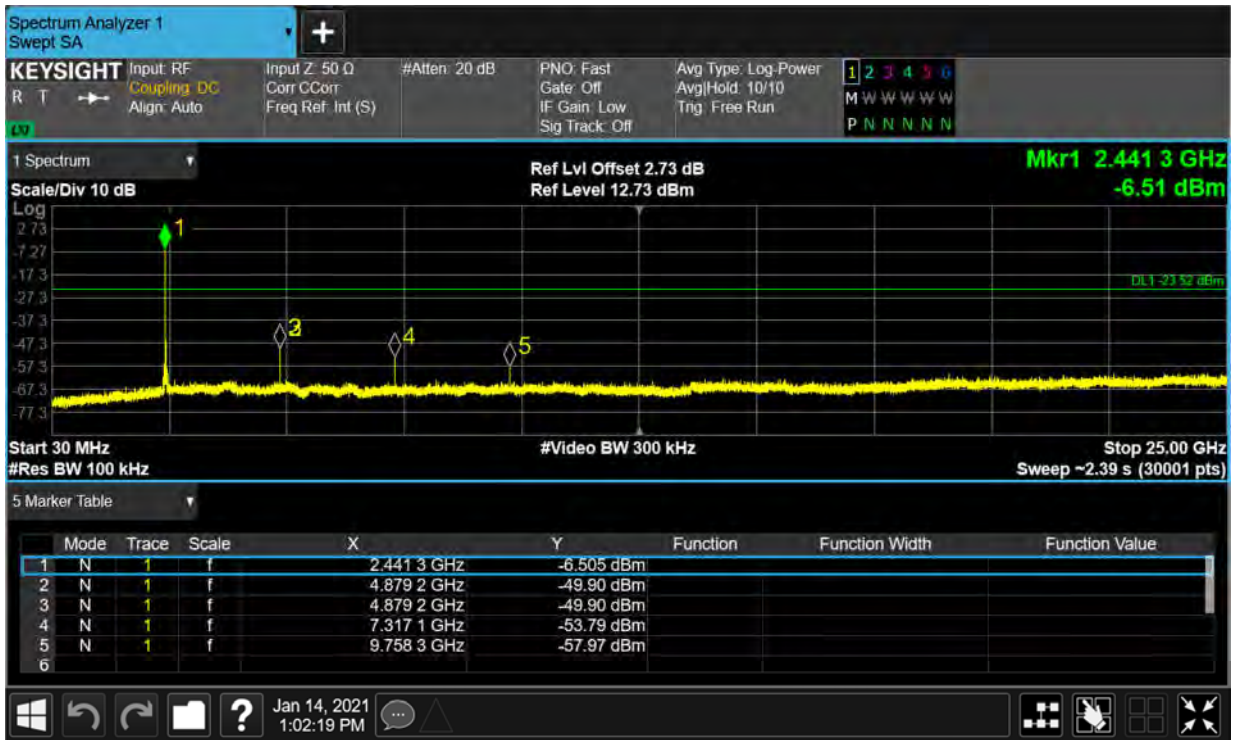 Spectrum Analyzer 1
Swept SA
+
KEYSIGHT Input: RF Input Z: 50 Ω #Atten: 20 dB PNO: Fast Avg Type: Log-Power 1 2 3 4 5 6
R T Coupling: DC Corr CCorr Gate: Off Avg|Hold: 10/10 M W W W W W
Align: Auto Freq Ref: Int (S) IF Gain: Low Trig: Free Run
Sig Track: Off P N N N N N
1 Spectrum
Ref Lvl Offset 2.73 dB Mkr1 2.441 3 GHz
Scale/Div 10 dB Ref Level 12.73 dBm -6.51 dBm
Log
2.73
-7.27
-17.3
-27.3
-37.3
-47.3
-57.3
-67.3
-77.3
1
DL1 -23.52 dBm
4
5
Start 30 MHz #Video BW 300 kHz Stop 25.00 GHz
#Res BW 100 kHz Sweep ~2.39 s (30001 pts)
5 Marker Table
Mode Trace Scale X Y Function Function Width Function Value
1 N 1 f 2.441 3 GHz -6.505 dBm
2 N 1 f 4.879 2 GHz -49.90 dBm
3 N 1 f 4.879 2 GHz -49.90 dBm
4 N 1 f 7.317 1 GHz -53.79 dBm
5 N 1 f 9.758 3 GHz -57.97 dBm
6
? Jan 14, 2021
1:02:19 PM